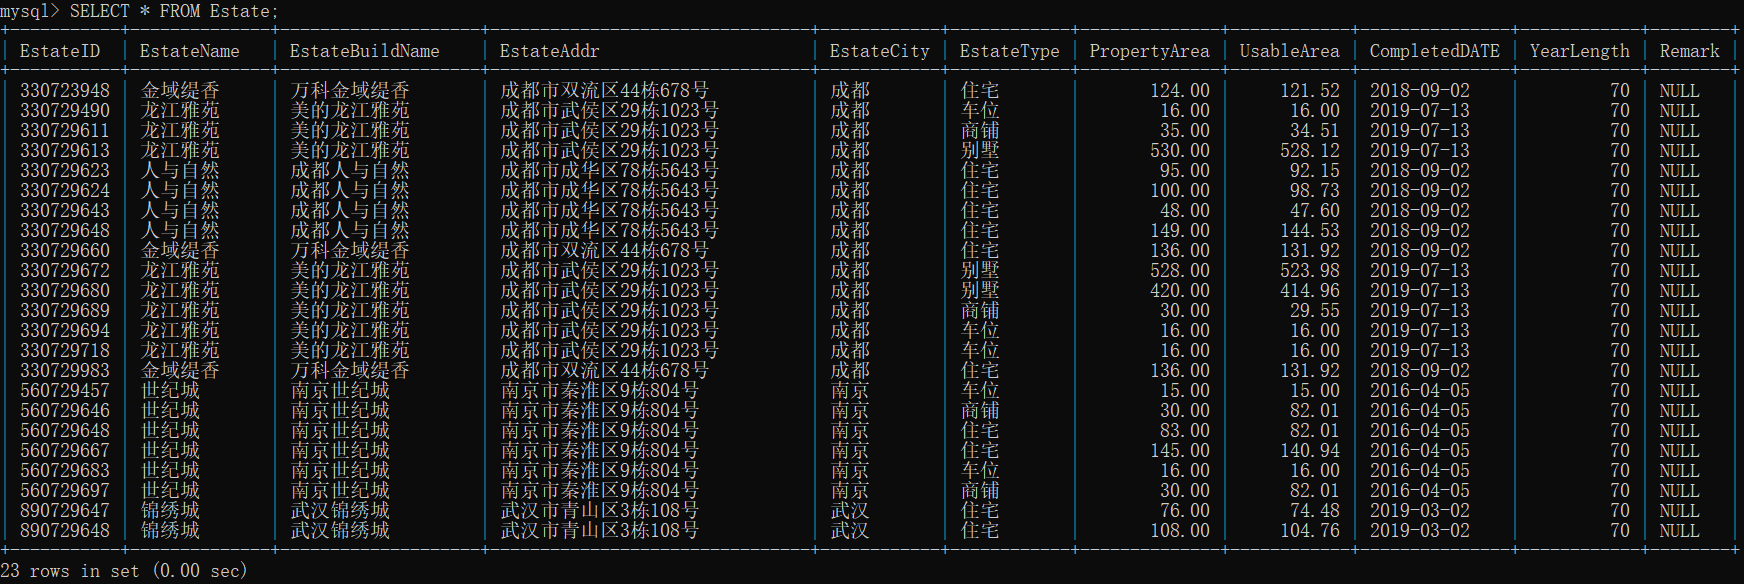 mysql> SELECT * FROM Estate;
| EstateID | EstateName | EstateBuildName | EstateAddr | EstateCity | EstateType | PropertyArea | UsableArea | CompletedDATE | YearLength | Remark |
| 330723948 | 金域缇香 | 万科金域缇香 | 成都市双流区44栋678号 | 成都 | 住宅 | 124.00 | 121.52 | 2018-09-02 | 70 | NULL |
| 330729490 | 龙江雅苑 | 美的龙江雅苑 | 成都市武侯区29栋1023号 | 成都 | 车位 | 16.00 | 16.00 | 2019-07-13 | 70 | NULL |
| 330729611 | 龙江雅苑 | 美的龙江雅苑 | 成都市武侯区29栋1023号 | 成都 | 商铺 | 35.00 | 34.51 | 2019-07-13 | 70 | NULL |
| 330729613 | 龙江雅苑 | 美的龙江雅苑 | 成都市武侯区29栋1023号 | 成都 | 别墅 | 530.00 | 528.12 | 2019-07-13 | 70 | NULL |
| 330729623 | 人与自然 | 成都人与自然 | 成都市成华区78栋5643号 | 成都 | 住宅 | 95.00 | 92.15 | 2018-09-02 | 70 | NULL |
| 330729624 | 人与自然 | 成都人与自然 | 成都市成华区78栋5643号 | 成都 | 住宅 | 100.00 | 98.73 | 2018-09-02 | 70 | NULL |
| 330729643 | 人与自然 | 成都人与自然 | 成都市成华区78栋5643号 | 成都 | 住宅 | 48.00 | 47.60 | 2018-09-02 | 70 | NULL |
| 330729648 | 人与自然 | 成都人与自然 | 成都市成华区78栋5643号 | 成都 | 住宅 | 149.00 | 144.53 | 2018-09-02 | 70 | NULL |
| 330729660 | 金域缇香 | 万科金域缇香 | 成都市双流区44栋678号 | 成都 | 住宅 | 136.00 | 131.92 | 2018-09-02 | 70 | NULL |
| 330729672 | 龙江雅苑 | 美的龙江雅苑 | 成都市武侯区29栋1023号 | 成都 | 别墅 | 528.00 | 523.98 | 2019-07-13 | 70 | NULL |
| 330729680 | 龙江雅苑 | 美的龙江雅苑 | 成都市武侯区29栋1023号 | 成都 | 别墅 | 420.00 | 414.96 | 2019-07-13 | 70 | NULL |
| 330729689 | 龙江雅苑 | 美的龙江雅苑 | 成都市武侯区29栋1023号 | 成都 | 商铺 | 30.00 | 29.55 | 2019-07-13 | 70 | NULL |
| 330729694 | 龙江雅苑 | 美的龙江雅苑 | 成都市武侯区29栋1023号 | 成都 | 车位 | 16.00 | 16.00 | 2019-07-13 | 70 | NULL |
| 330729718 | 龙江雅苑 | 美的龙江雅苑 | 成都市武侯区29栋1023号 | 成都 | 车位 | 16.00 | 16.00 | 2019-07-13 | 70 | NULL |
| 330729983 | 金域缇香 | 万科金域缇香 | 成都市双流区44栋678号 | 成都 | 住宅 | 136.00 | 131.92 | 2018-09-02 | 70 | NULL |
| 560729457 | 世纪城 | 南京世纪城 | 南京市秦淮区9栋804号 | 南京 | 车位 | 15.00 | 15.00 | 2016-04-05 | 70 | NULL |
| 560729646 | 世纪城 | 南京世纪城 | 南京市秦淮区9栋804号 | 南京 | 商铺 | 30.00 | 82.01 | 2016-04-05 | 70 | NULL |
| 560729648 | 世纪城 | 南京世纪城 | 南京市秦淮区9栋804号 | 南京 | 住宅 | 83.00 | 82.01 | 2016-04-05 | 70 | NULL |
| 560729667 | 世纪城 | 南京世纪城 | 南京市秦淮区9栋804号 | 南京 | 住宅 | 145.00 | 140.94 | 2016-04-05 | 70 | NULL |
| 560729683 | 世纪城 | 南京世纪城 | 南京市秦淮区9栋804号 | 南京 | 车位 | 16.00 | 16.00 | 2016-04-05 | 70 | NULL |
| 560729697 | 世纪城 | 南京世纪城 | 南京市秦淮区9栋804号 | 南京 | 商铺 | 30.00 | 82.01 | 2016-04-05 | 70 | NULL |
| 890729647 | 锦绣城 | 武汉锦绣城 | 武汉市青山区3栋108号 | 武汉 | 住宅 | 76.00 | 74.48 | 2019-03-02 | 70 | NULL |
| 890729648 | 锦绣城 | 武汉锦绣城 | 武汉市青山区3栋108号 | 武汉 | 住宅 | 108.00 | 104.76 | 2019-03-02 | 70 | NULL |
23 rows in set (0.00 sec)